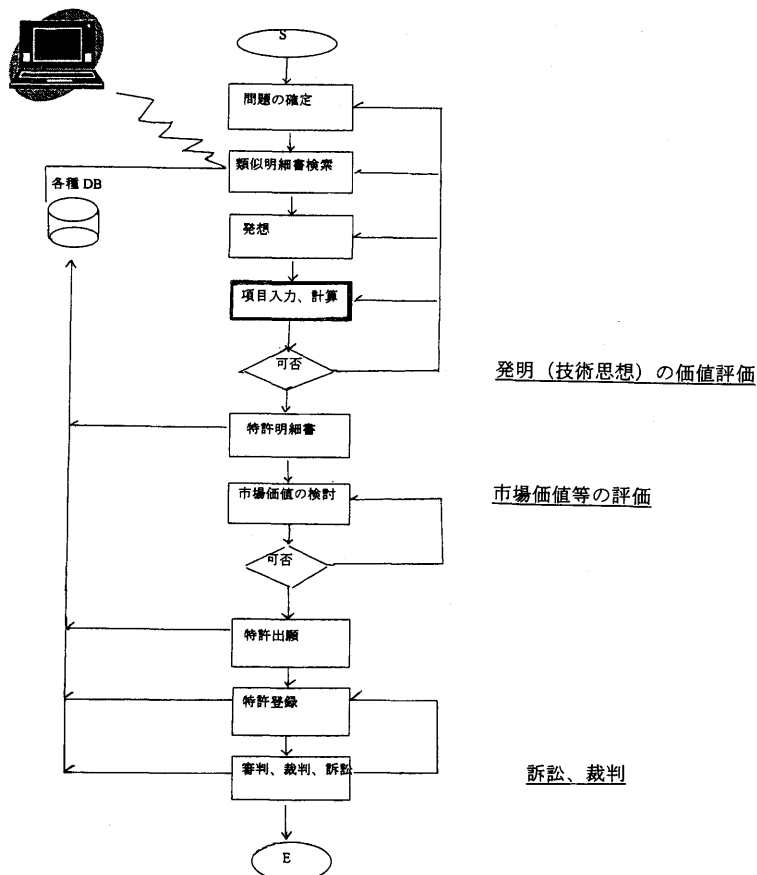 S
問題の確定
類似明細書検索
各種 DB
発想
項目入力、計算
可否
発明（技術思想）の価値評価
特許明細書
市場価値の検討
市場価値等の評価
可否
特許出願
特許登録
審判、裁判、訴訟
訴訟、裁判
E